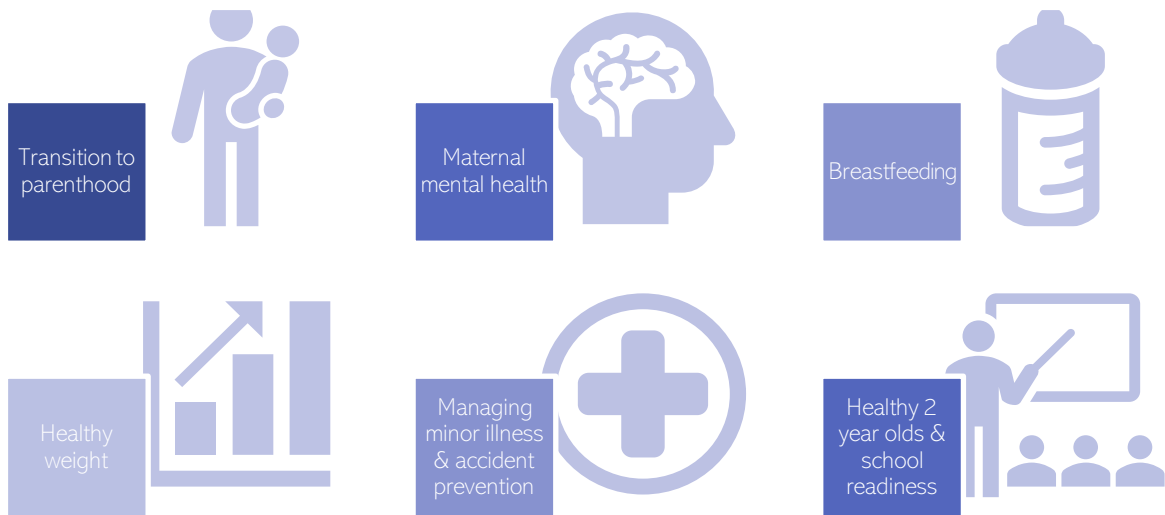 Transition to
parenthood
Maternal
mental health
Breastfeeding
Healthy
weight
Managing
minor illness
& accident
prevention
Healthy 2
year olds &
school
readiness